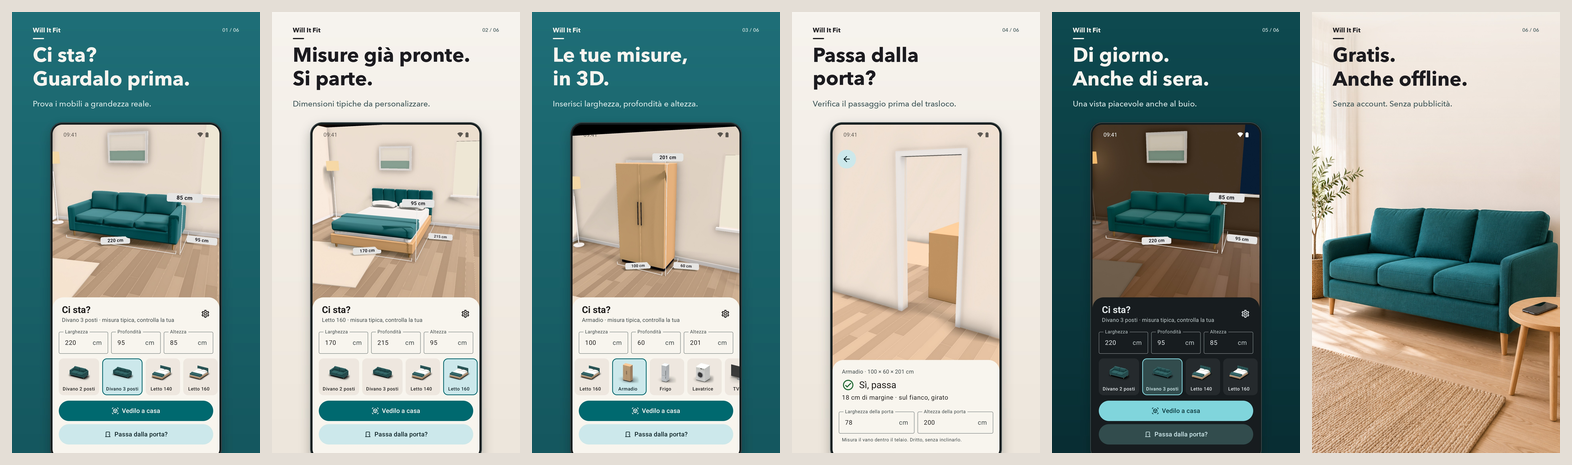 Will It Fit
01 / 06
Ci sta?
Guardalo prima.
Prova i mobili a grandezza reale.
09:41
85 cm
220 cm
95 cm
Ci sta?
Divano 3 posti · misura tipica, controlla la tua
Larghezza
Profondità
Altezza
220 cm
95 cm
85 cm
Divano 2 posti
Divano 3 posti
Letto 140
Letto 160
Vedilo a casa
Passa dalla porta?
Will It Fit
02 / 06
Misure già pronte.
Si parte.
Dimensioni tipiche da personalizzare.
09:41
95 cm
215 cm
170 cm
Ci sta?
Letto 160 · misura tipica, controlla la tua
Larghezza
Profondità
Altezza
170 cm
215 cm
95 cm
Divano 2 posti
Divano 3 posti
Letto 140
Letto 160
Vedilo a casa
Passa dalla porta?
Will It Fit
03 / 06
Le tue misure,
in 3D.
Inserisci larghezza, profondità e altezza.
09:41
201 cm
100 cm
60 cm
Ci sta?
Armadio · misura tipica, controlla la tua
Larghezza
Profondità
Altezza
100 cm
60 cm
201 cm
Letto 160
Armadio
Frigo
Lavatrice
TV
Vedilo a casa
Passa dalla porta?
Will It Fit
04 / 06
Passa dalla
porta?
Verifica il passaggio prima del trasloco.
09:41
Armadio · 100 × 60 × 201 cm
Sì, passa
18 cm di margine · sul fianco, girato
Larghezza della porta
Altezza della porta
78 cm
200 cm
Misura il vano dentro il telaio. Dritto, senza inclinarlo.
Will It Fit
05 / 06
Di giorno.
Anche di sera.
Una vista piacevole anche al buio.
09:41
85 cm
220 cm
95 cm
Ci sta?
Divano 3 posti · misura tipica, controlla la tua
Larghezza
Profondità
Altezza
220 cm
95 cm
85 cm
Divano 2 posti
Divano 3 posti
Letto 140
Letto 160
Vedilo a casa
Passa dalla porta?
Will It Fit
06 / 06
Gratis.
Anche offline.
Senza account. Senza pubblicità.